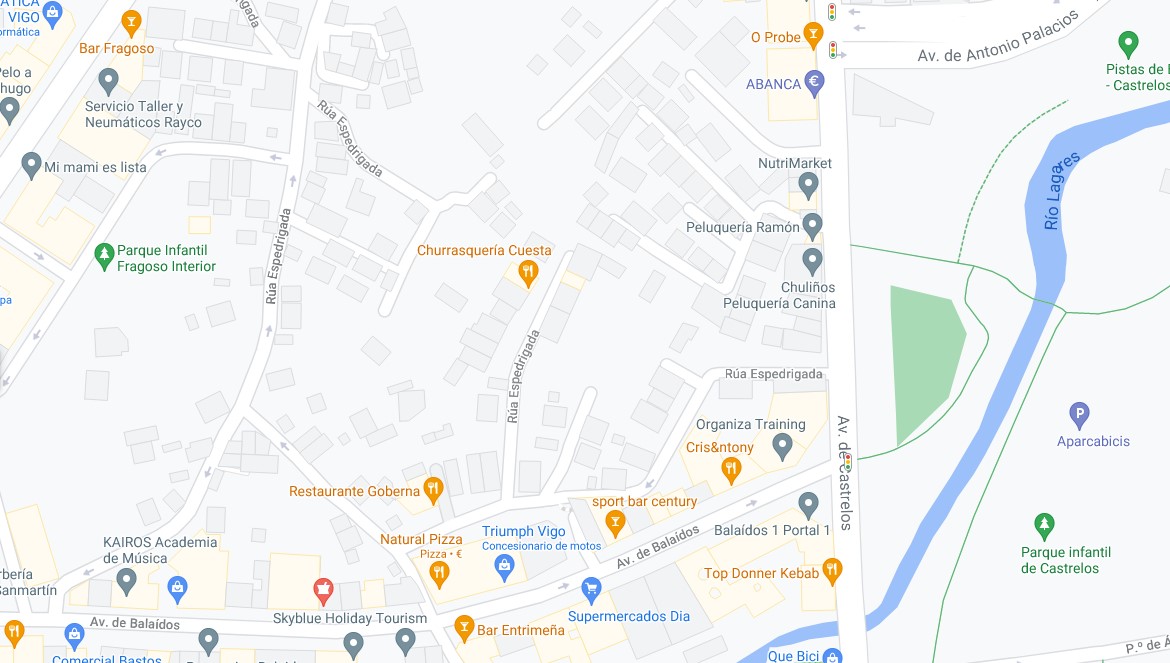 VIGO
Bar Fragoso
Servicio Taller y
Neumáticos Rayco
Mi mami es lista
Parque Infantil
Fragoso Interior
Rúa Espedrigada
Rúa Espedrigada
Churrasquería Cuesta
Rúa Espedrigada
O Probe
ABANCA
Av. de Antonio Palacios
Pistas de
- Castrelos
Río Lagares
NutriMarket
Peluquería Ramón
Chuliños
Peluquería Canina
Rúa Espedrigada
Organiza Training
Cris&ntony
Av. de Castrelos
Aparcabicis
Restaurante Goberna
sport bar century
Natural Pizza
Pizza • €
Triumph Vigo
Concesionario de motos
Av. de Balaidos
Balaídos 1 Portal 1
Parque infantil
de Castrelos
KAIROS Academia
de Música
Top Donner Kebab
Skyblue Holiday Tourism
Supermercados Dia
Av. de Balaídos
Bar Entrimeña
Comercial Bastos
Que Bici
P.º de